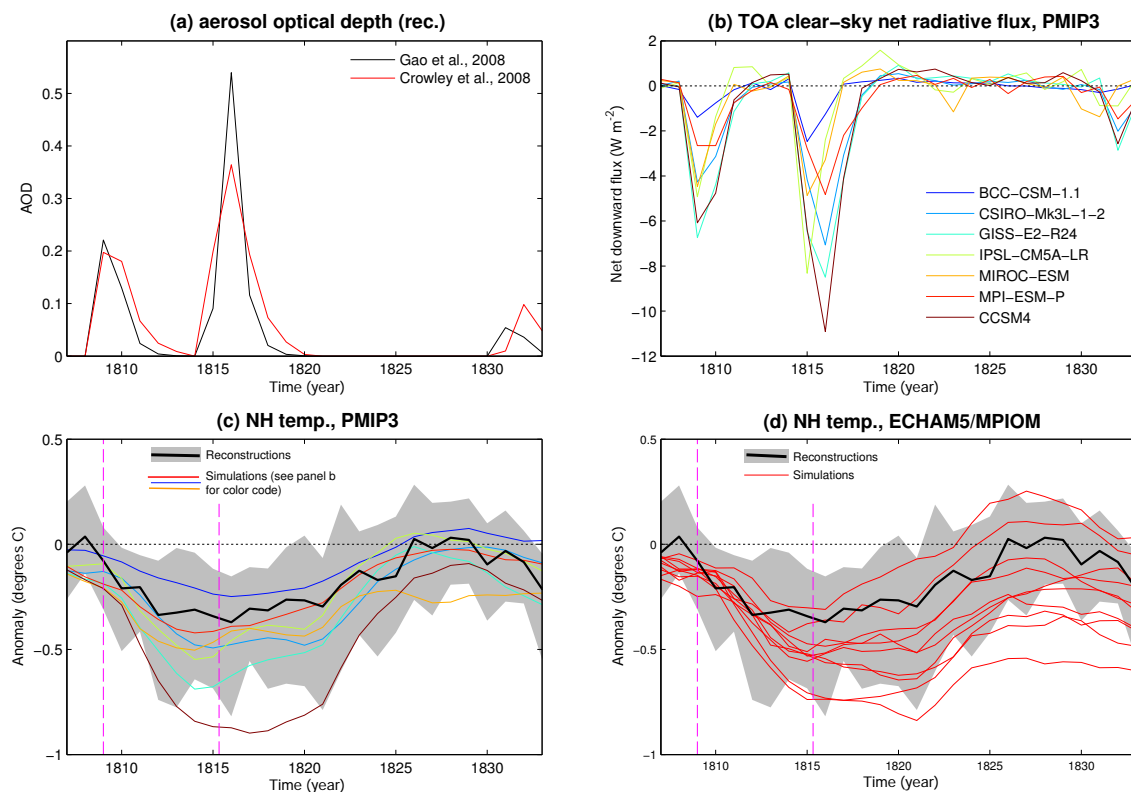 (a) aerosol optical depth (rec.)
Gao et al., 2008
Crowley et al., 2008
0.5
0.4
0.3
0.2
0.1
0
AOD
1810
1815
1820
1825
1830
Time (year)
(b) TOA clear−sky net radiative flux, PMIP3
2
0
−2
−4
−6
−8
−10
−12
Net downward flux (W m-2)
BCC−CSM−1.1
CSIRO−Mk3L−1−2
GISS−E2−R24
IPSL−CM5A−LR
MIROC−ESM
MPI−ESM−P
CCSM4
1810
1815
1820
1825
1830
Time (year)
(c) NH temp., PMIP3
Reconstructions
Simulations (see panel b
for color code)
0.5
0
−0.5
−1
Anomaly (degrees C)
1810
1815
1820
1825
1830
Time (year)
(d) NH temp., ECHAM5/MPIOM
Reconstructions
Simulations
0.5
0
−0.5
−1
Anomaly (degrees C)
1810
1815
1820
1825
1830
Time (year)